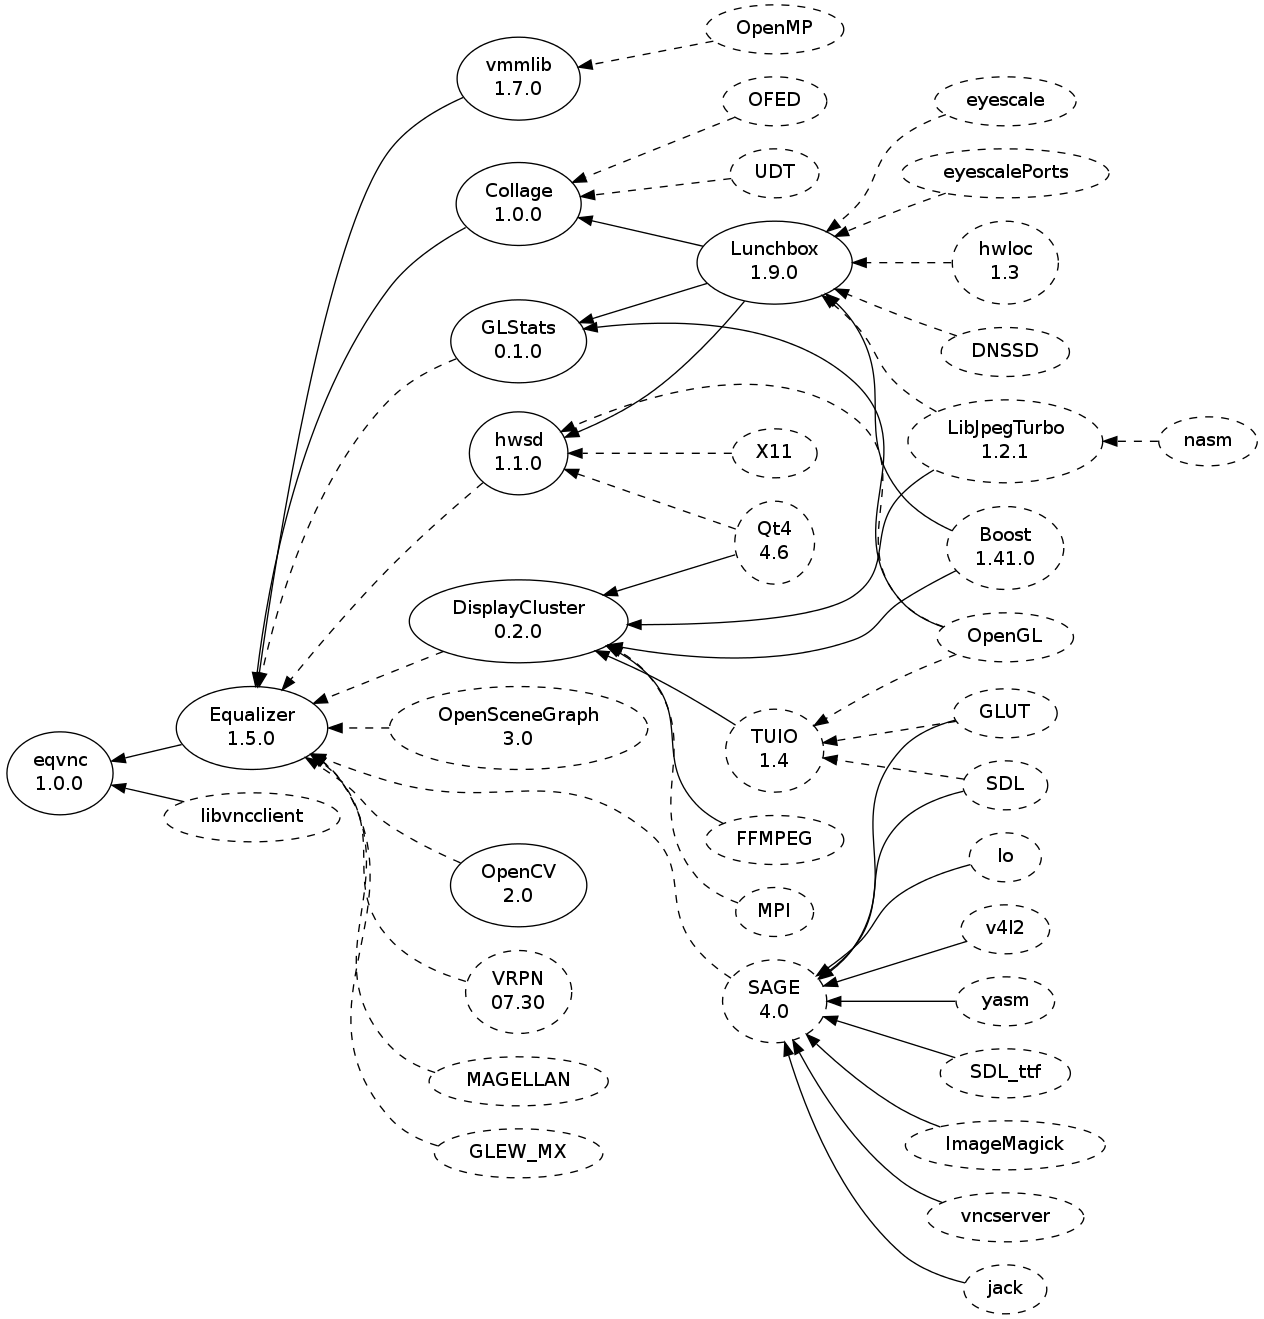 OpenMP
vmmlib
1.7.0
OFED
eyescale
UDT
eyescalePorts
Collage
1.0.0
Lunchbox
1.9.0
hwloc
1.3
GLStats
0.1.0
DNSSD
hwsd
1.1.0
X11
LibJpegTurbo
1.2.1
nasm
Qt4
4.6
Boost
1.41.0
DisplayCluster
0.2.0
OpenGL
Equalizer
1.5.0
OpenSceneGraph
3.0
TUIO
1.4
GLUT
eqvnc
1.0.0
SDL
libvncclient
FFMPEG
lo
OpenCV
2.0
MPI
v4l2
VRPN
07.30
SAGE
4.0
yasm
MAGELLAN
SDL_ttf
GLEW_MX
ImageMagick
vncserver
jack